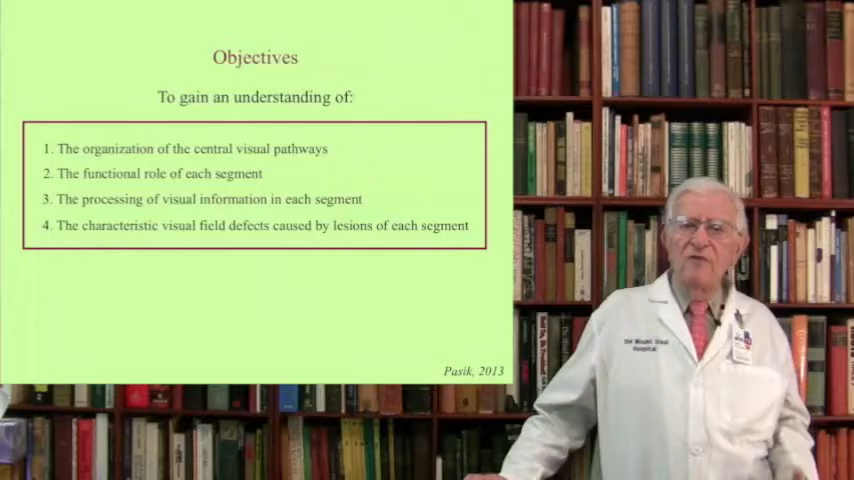 Objectives
To gain an understanding of:
1. The organization of the central visual pathways
2. The functional role of each segment
3. The processing of visual information in each segment
4. The characteristic visual field defects caused by lesions of each segment
Pasik, 2013
the Mount Sinai
Hospital